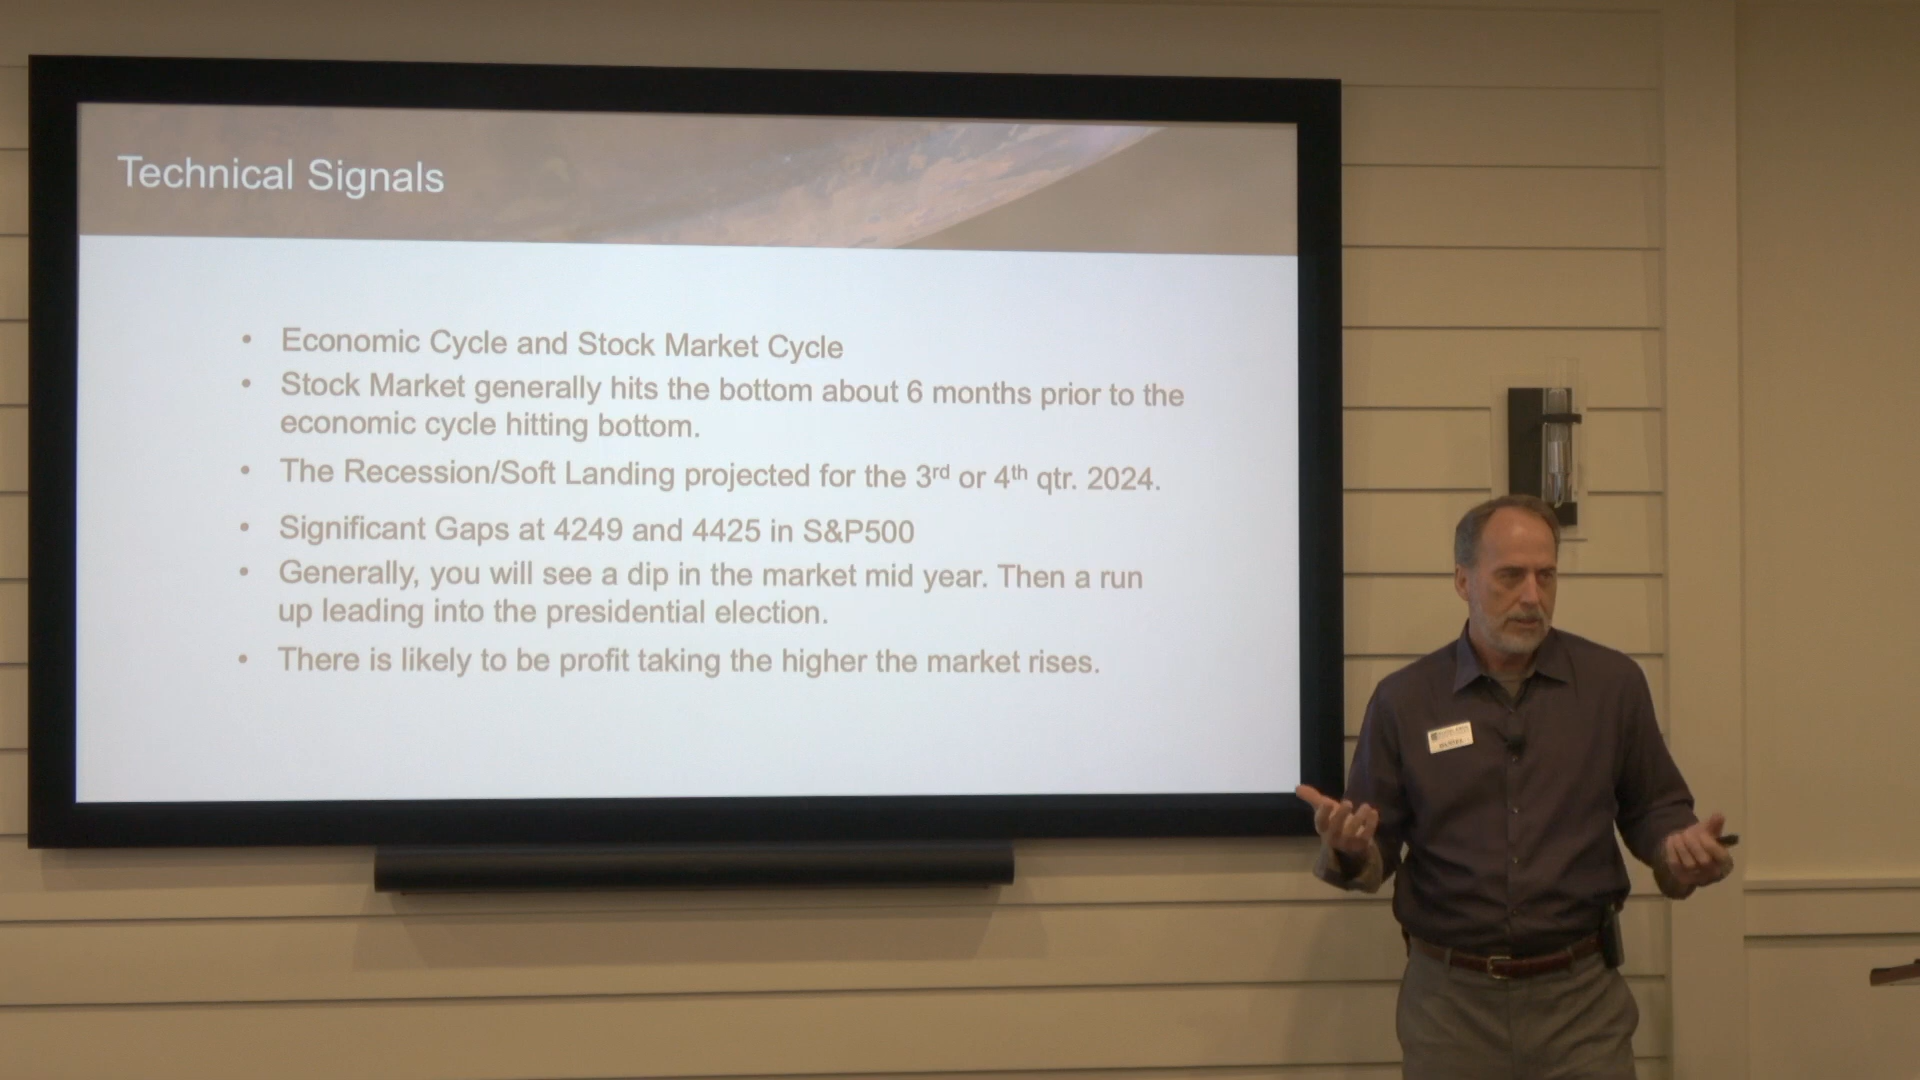 Technical Signals
• Economic Cycle and Stock Market Cycle
• Stock Market generally hits the bottom about 6 months prior to the
economic cycle hitting bottom.
• The Recession/Soft Landing projected for the 3rd or 4th qtr. 2024.
• Significant Gaps at 4249 and 4425 in S&P500
• Generally, you will see a dip in the market mid year. Then a run
up leading into the presidential election.
• There is likely to be profit taking the higher the market rises.